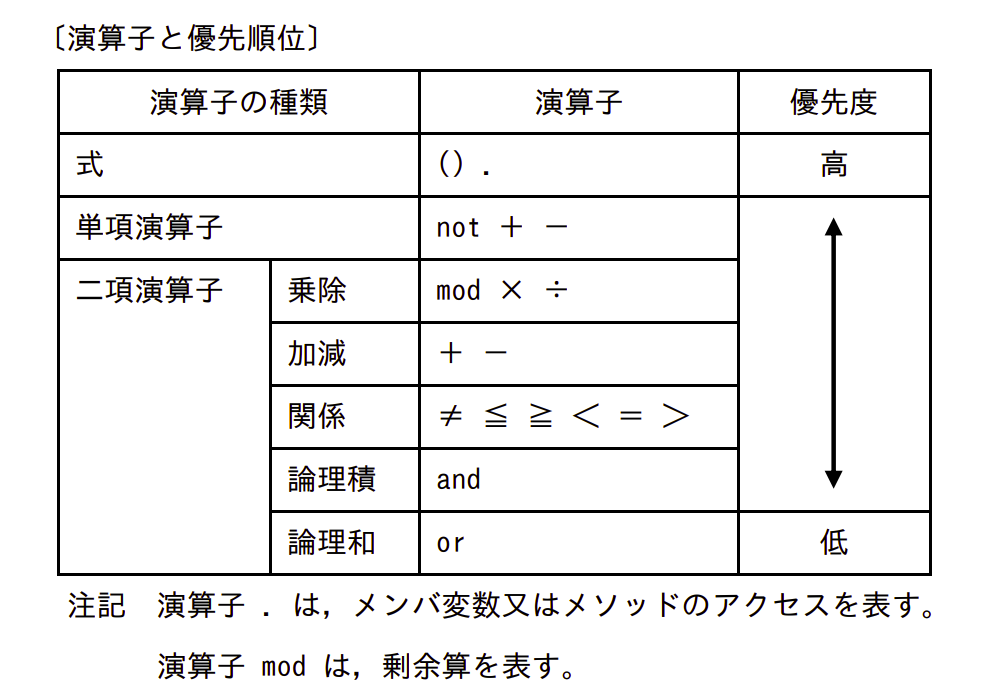 〔演算子と優先順位〕
演算子の種類 演算子 優先度
式 () . 高
単項演算子 not ＋ －
二項演算子 乗除 mod × ÷
加減 ＋ －
関係 ≠ ≦ ≧ ＜ ＝ ＞
論理積 and
論理和 or 低
注記 演算子 . は，メンバ変数又はメソッドのアクセスを表す。
演算子 mod は，剰余算を表す。